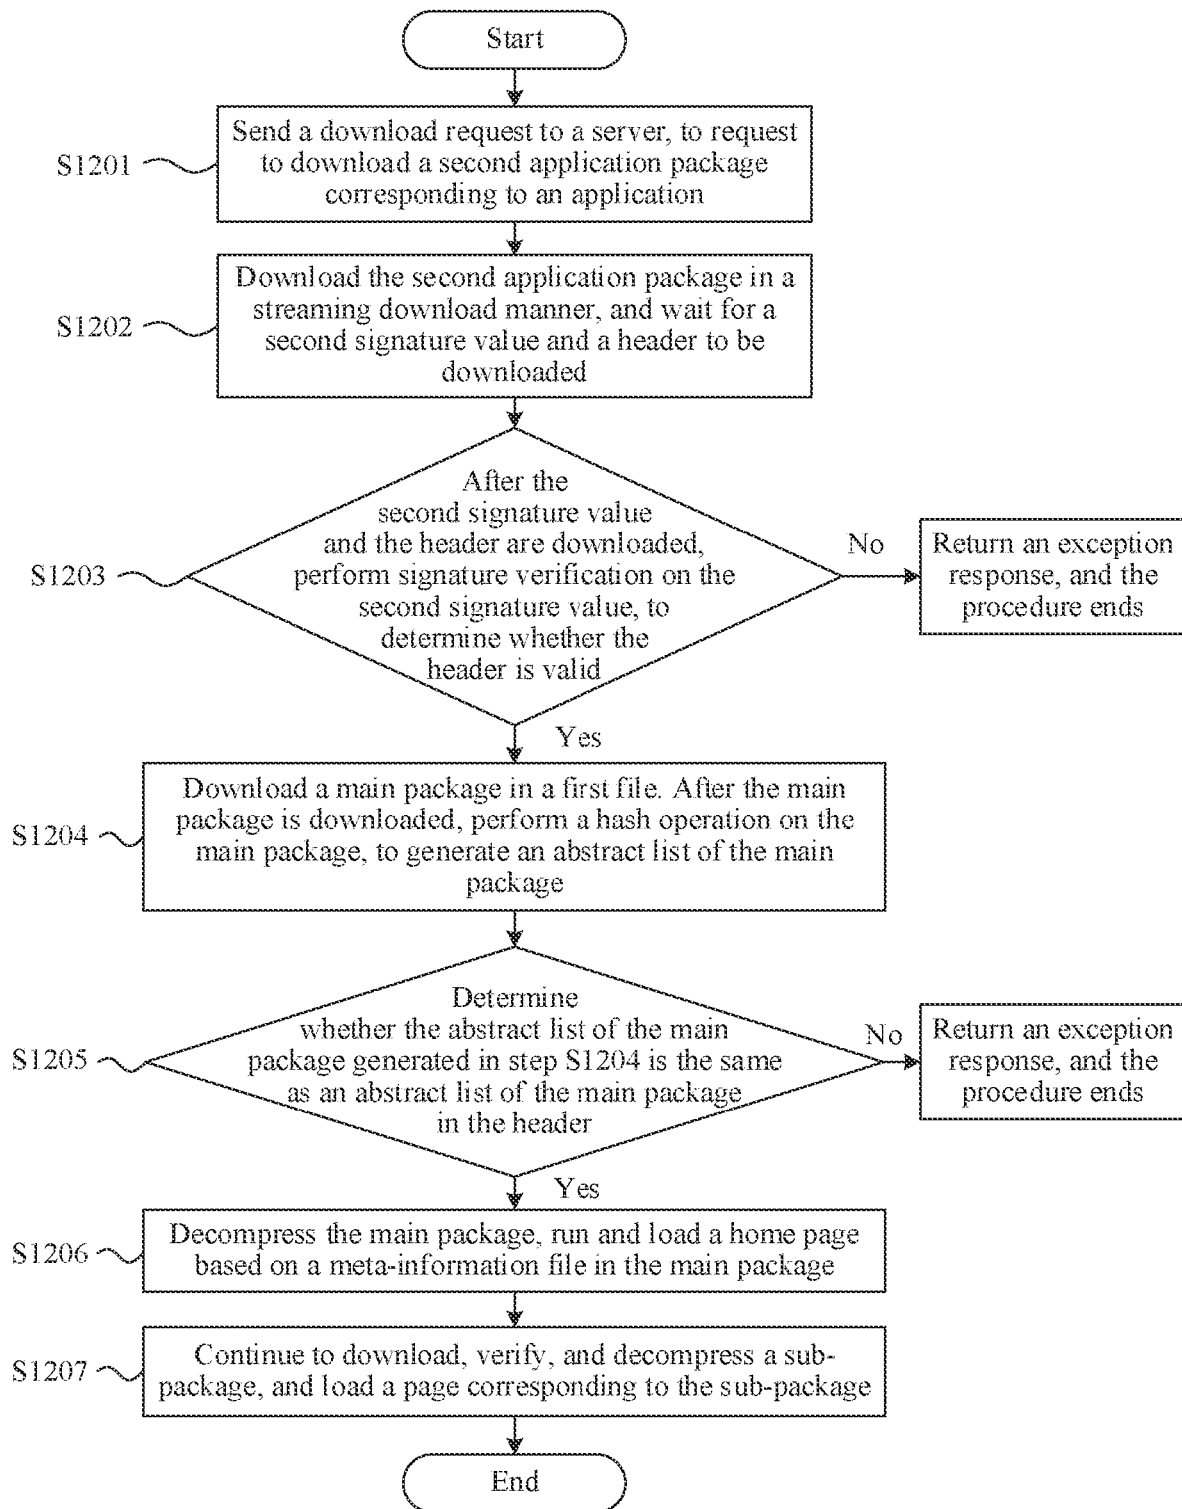 Start
S1201
Send a download request to a server, to request
to download a second application package
corresponding to an application
S1202
Download the second application package in a
streaming download manner, and wait for a
second signature value and a header to be
downloaded
S1203
After the
second signature value
and the header are downloaded,
perform signature verification on the
second signature value, to
determine whether the
header is valid
No
Return an exception
response, and the
procedure ends
Yes
S1204
Download a main package in a first file. After the main
package is downloaded, perform a hash operation on the
main package, to generate an abstract list of the main
package
S1205
Determine
whether the abstract list of the main
package generated in step S1204 is the same
as an abstract list of the main package
in the header
No
Return an exception
response, and the
procedure ends
Yes
S1206
Decompress the main package, run and load a home page
based on a meta-information file in the main package
S1207
Continue to download, verify, and decompress a sub-
package, and load a page corresponding to the sub-package
End